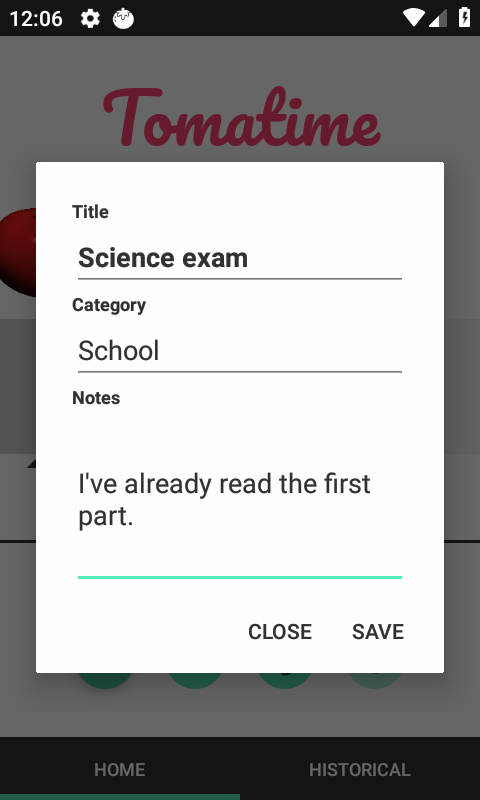 12:06
Tomatime
Title
Science exam
Category
School
Notes
I've already read the first
part.
CLOSE SAVE
HOME HISTORICAL